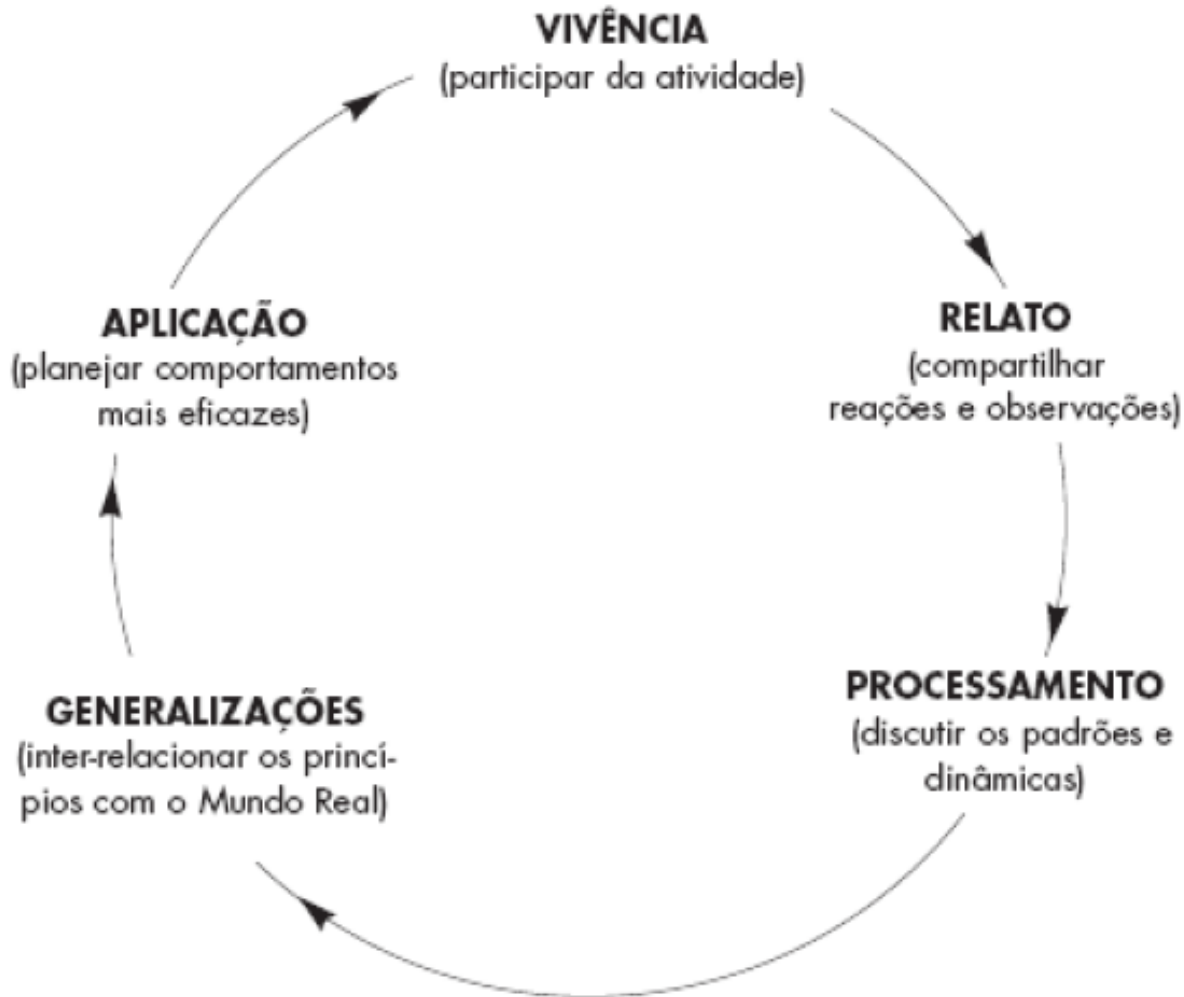 VIVÊNCIA
(participar da atividade)
RELATO
(compartilhar
reações e observações)
PROCESSAMENTO
(discutir os padrões e
dinâmicas)
GENERALIZAÇÕES
(inter-relacionar os princí-
pios com o Mundo Real)
APLICAÇÃO
(planejar comportamentos
mais eficazes)